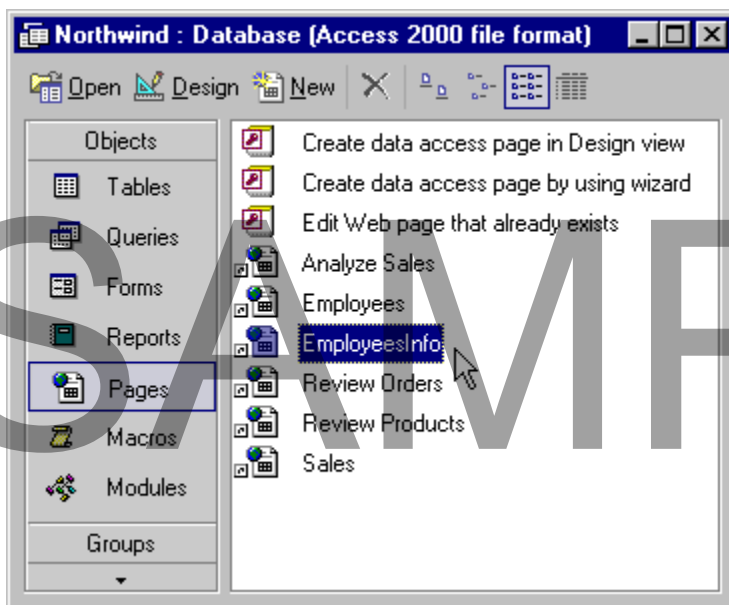 Northwind : Database (Access 2000 file format)
Open Design New
Objects
Tables
Queries
Forms
Reports
Pages
Macros
Modules
Groups
Create data access page in Design view
Create data access page by using wizard
Edit Web page that already exists
Analyze Sales
Employees
EmployeesInfo
Review Orders
Review Products
Sales
SAMP